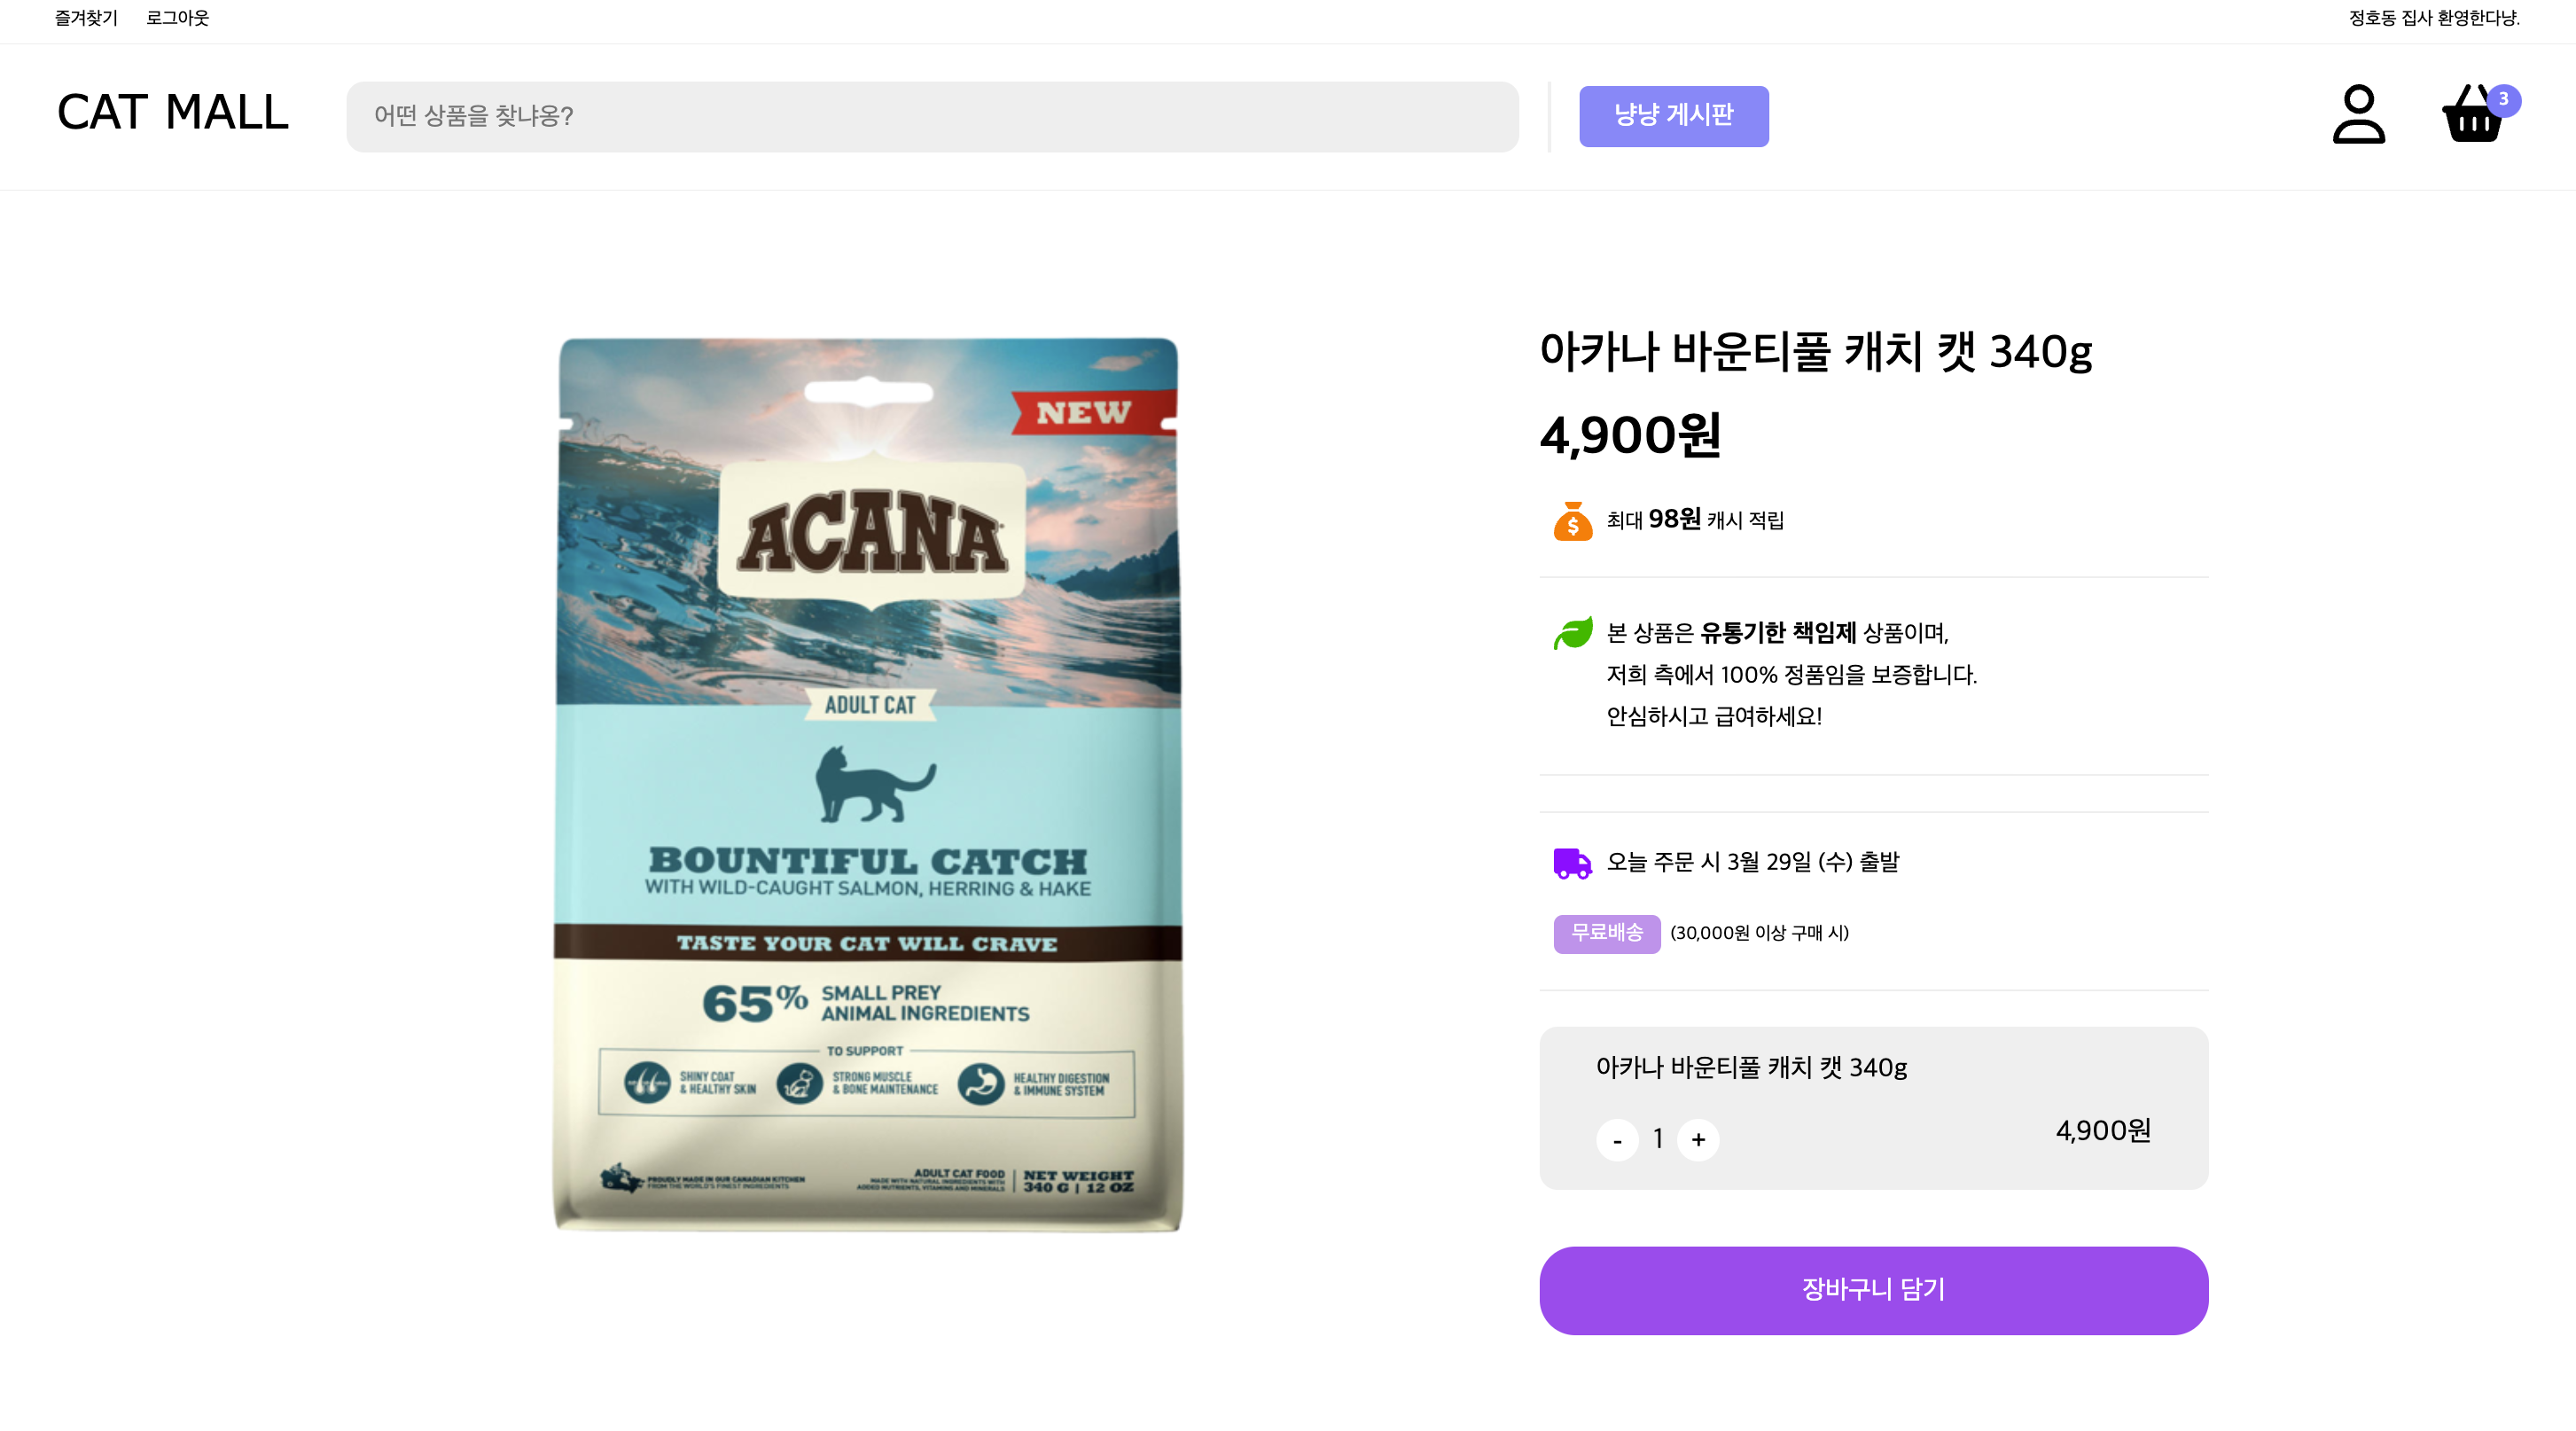 즐겨찾기 로그아웃 정호동 집사 환영한다냥.
CAT MALL 어떤 상품을 찾냐옹? 냥냥 게시판 3
아카나 바운티풀 캐치 캣 340g
4,900원
최대 98원 캐시 적립
본 상품은 유통기한 책임제 상품이며,
저희 측에서 100% 정품임을 보증합니다.
안심하시고 급여하세요!
오늘 주문 시 3월 29일 (수) 출발
무료배송 (30,000원 이상 구매 시)
아카나 바운티풀 캐치 캣 340g
- 1 + 4,900원
장바구니 담기
NEW
ACANA
ADULT CAT
BOUNTIFUL CATCH
WITH WILD-CAUGHT SALMON, HERRING & HAKE
TASTE YOUR CAT WILL CRAVE
65% SMALL PREY
ANIMAL INGREDIENTS
TO SUPPORT
SHINY COAT
& HEALTHY SKIN
STRONG MUSCLE
& BONE MAINTENANCE
HEALTHY DIGESTION
& IMMUNE SYSTEM
PROUDLY MADE IN OUR CANADIAN KITCHEN
FROM THE WORLD'S FINEST INGREDIENTS
ADULT CAT FOOD
MADE WITH NATURAL INGREDIENTS WITH
ADDED NUTRIENTS, VITAMINS AND MINERALS
NET WEIGHT
340 G | 12 OZ